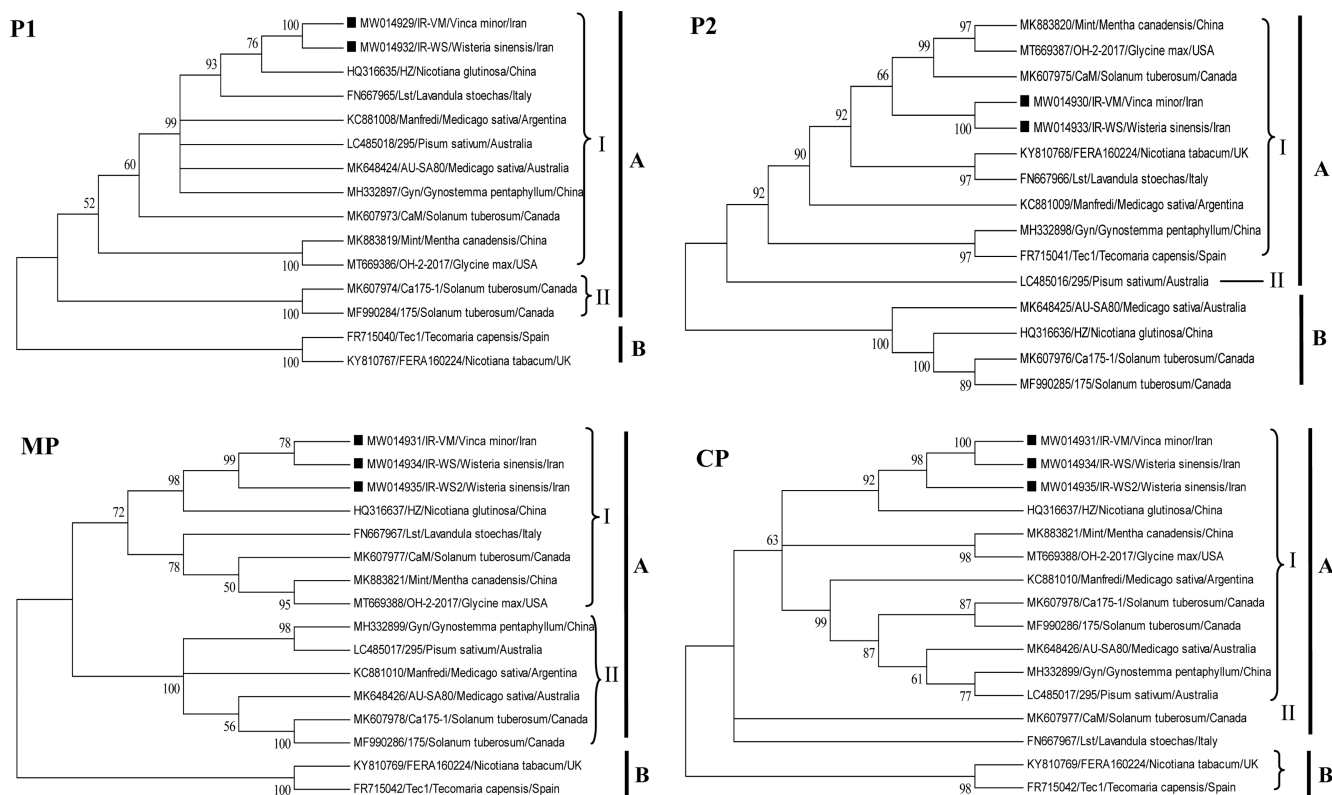 P1
MW014929/IR-VM/Vinca minor/Iran
MW014932/IR-WS/Wisteria sinensis/Iran
HQ316635/HZ/Nicotiana glutinosa/China
FN667965/Lst/Lavandula stoechas/Italy
KC881008/Manfredi/Medicago sativa/Argentina
LC485018/295/Pisum sativum/Australia
MK648424/AU-SA80/Medicago sativa/Australia
MH332897/Gyn/Gynostemma pentaphyllum/China
MK607973/CaM/Solanum tuberosum/Canada
MK883819/Mint/Mentha canadensis/China
MT669386/OH-2-2017/Glycine max/USA
MK607974/Ca175-1/Solanum tuberosum/Canada
MF990284/175/Solanum tuberosum/Canada
FR715040/Tec1/Tecomaria capensis/Spain
KY810767/FERA160224/Nicotiana tabacum/UK
100
76
93
99
60
52
100
100
100
I
II
A
B
P2
MK883820/Mint/Mentha canadensis/China
MT669387/OH-2-2017/Glycine max/USA
MK607975/CaM/Solanum tuberosum/Canada
MW014930/IR-VM/Vinca minor/Iran
MW014933/IR-WS/Wisteria sinensis/Iran
KY810768/FERA160224/Nicotiana tabacum/UK
FN667966/Lst/Lavandula stoechas/Italy
KC881009/Manfredi/Medicago sativa/Argentina
MH332898/Gyn/Gynostemma pentaphyllum/China
FR715041/Tec1/Tecomaria capensis/Spain
LC485016/295/Pisum sativum/Australia
MK648425/AU-SA80/Medicago sativa/Australia
HQ316636/HZ/Nicotiana glutinosa/China
MK607976/Ca175-1/Solanum tuberosum/Canada
MF990285/175/Solanum tuberosum/Canada
97
99
66
92
100
90
97
92
97
100
100
89
I
II
A
B
MP
MW014931/IR-VM/Vinca minor/Iran
MW014934/IR-WS/Wisteria sinensis/Iran
MW014935/IR-WS2/Wisteria sinensis/Iran
HQ316637/HZ/Nicotiana glutinosa/China
FN667967/Lst/Lavandula stoechas/Italy
MK607977/CaM/Solanum tuberosum/Canada
MK883821/Mint/Mentha canadensis/China
MT669388/OH-2-2017/Glycine max/USA
MH332899/Gyn/Gynostemma pentaphyllum/China
LC485017/295/Pisum sativum/Australia
KC881010/Manfredi/Medicago sativa/Argentina
MK648426/AU-SA80/Medicago sativa/Australia
MK607978/Ca175-1/Solanum tuberosum/Canada
MF990286/175/Solanum tuberosum/Canada
KY810769/FERA160224/Nicotiana tabacum/UK
FR715042/Tec1/Tecomaria capensis/Spain
78
99
98
72
78
50
95
98
100
56
100
100
I
II
A
B
CP
MW014931/IR-VM/Vinca minor/Iran
MW014934/IR-WS/Wisteria sinensis/Iran
MW014935/IR-WS2/Wisteria sinensis/Iran
HQ316637/HZ/Nicotiana glutinosa/China
MK883821/Mint/Mentha canadensis/China
MT669388/OH-2-2017/Glycine max/USA
KC881010/Manfredi/Medicago sativa/Argentina
MK607978/Ca175-1/Solanum tuberosum/Canada
MF990286/175/Solanum tuberosum/Canada
MK648426/AU-SA80/Medicago sativa/Australia
MH332899/Gyn/Gynostemma pentaphyllum/China
LC485017/295/Pisum sativum/Australia
MK607977/CaM/Solanum tuberosum/Canada
FN667967/Lst/Lavandula stoechas/Italy
KY810769/FERA160224/Nicotiana tabacum/UK
FR715042/Tec1/Tecomaria capensis/Spain
100
98
92
63
98
87
99
87
61
77
98
I
II
A
B